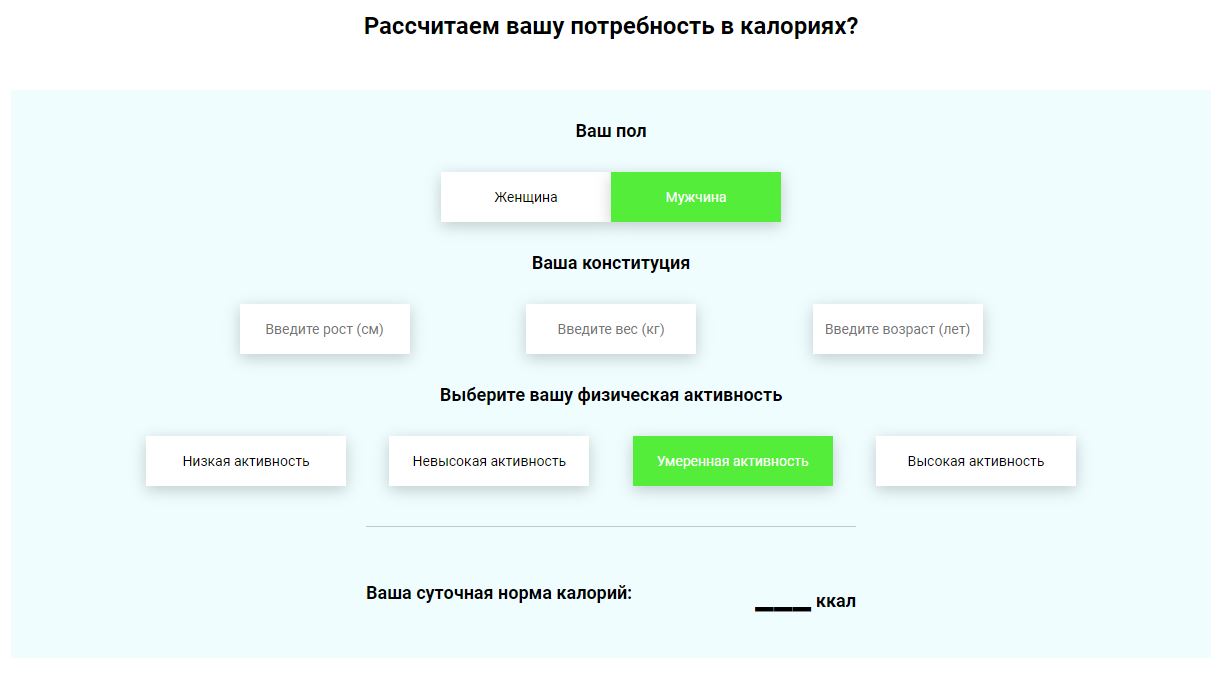 Рассчитаем вашу потребность в калориях?
Ваш пол
Женщина
Мужчина
Ваша конституция
Введите рост (см)
Введите вес (кг)
Введите возраст (лет)
Выберите вашу физическая активность
Низкая активность
Невысокая активность
Умеренная активность
Высокая активность
Ваша суточная норма калорий:
____ ккал